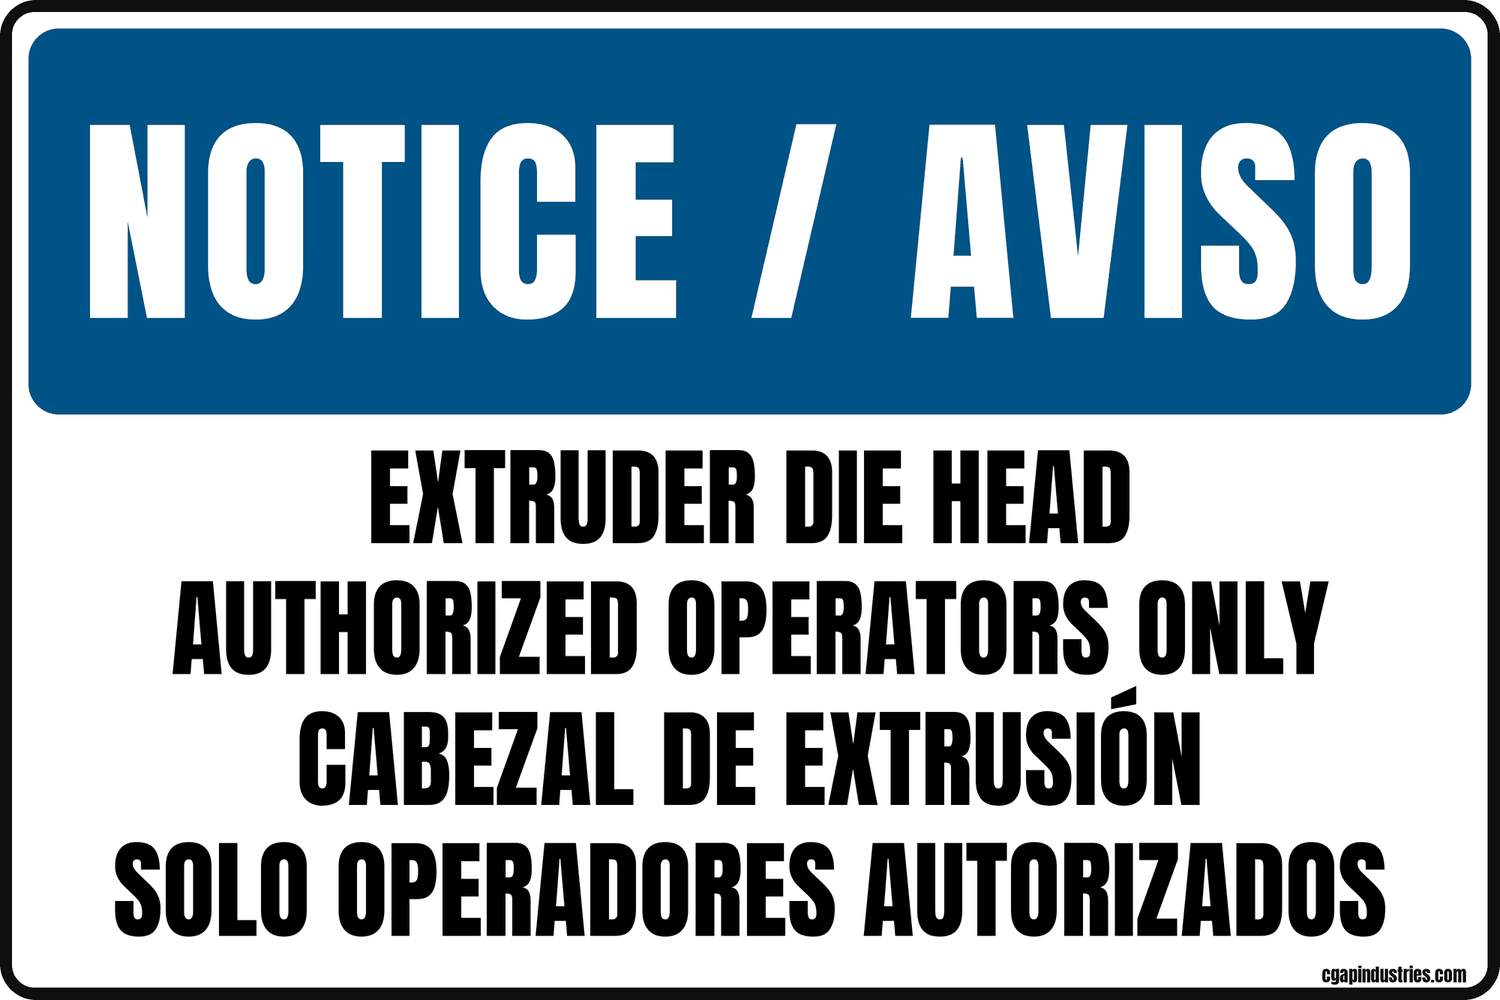 NOTICE / AVISO
EXTRUDER DIE HEAD
AUTHORIZED OPERATORS ONLY
CABEZAL DE EXTRUSIÓN
SOLO OPERADORES AUTORIZADOS
cgapindustries.com